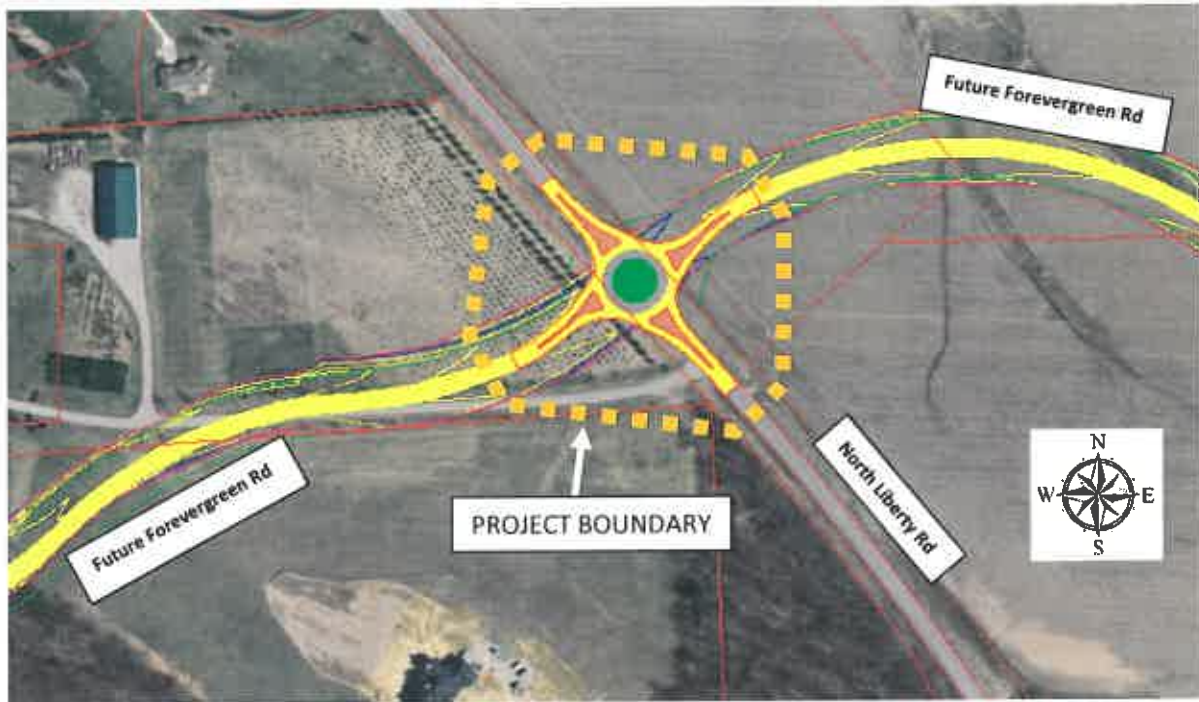 Future Forevergreen Rd
N
W E
S
North Liberty Rd
Future Forevergreen Rd
PROJECT BOUNDARY